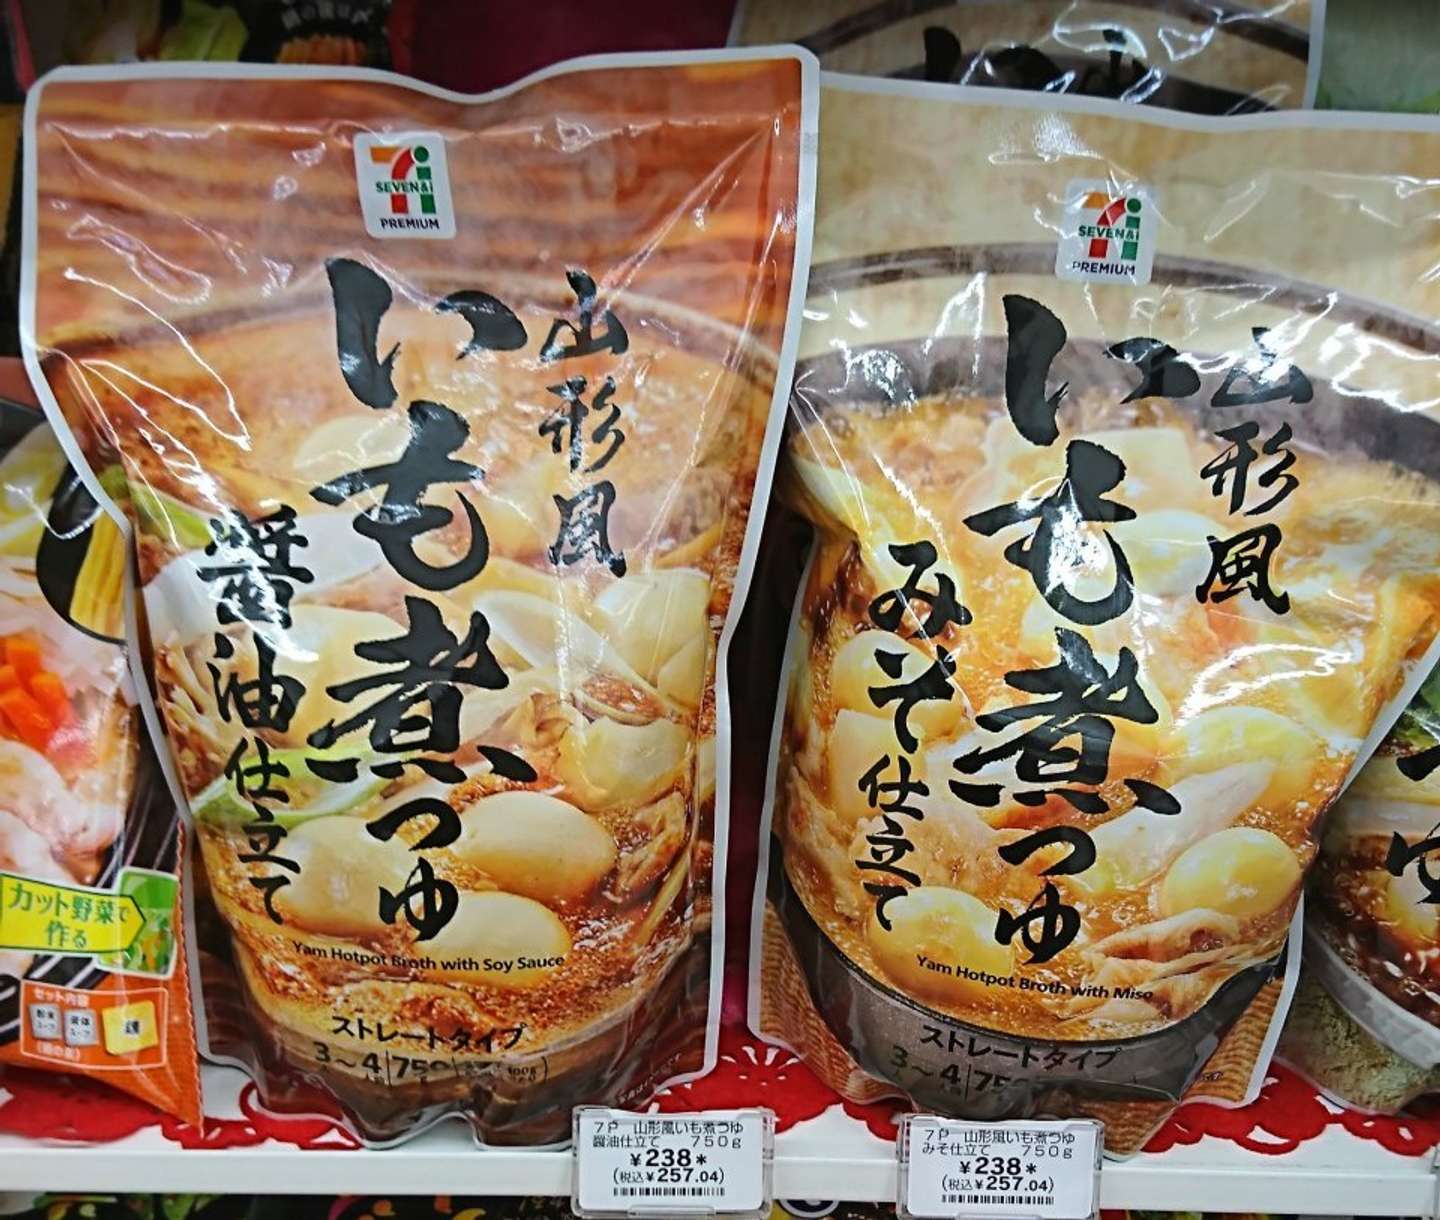 SEVEN&i
PREMIUM
山形風
いも煮つゆ
醤油仕立て
Yam Hotpot Broth with Soy Sauce
ストレートタイプ
3～4
SEVEN&i
PREMIUM
山形風
いも煮つゆ
みそ仕立て
Yam Hotpot Broth with Miso
ストレートタイプ
3～4
カット野菜で
作る
セット内容
7P 山形風いも煮つゆ
醤油仕立て 750g
¥238*
(税込¥257.04)
7P 山形風いも煮つゆ
みそ仕立て 750g
¥238*
(税込¥257.04)